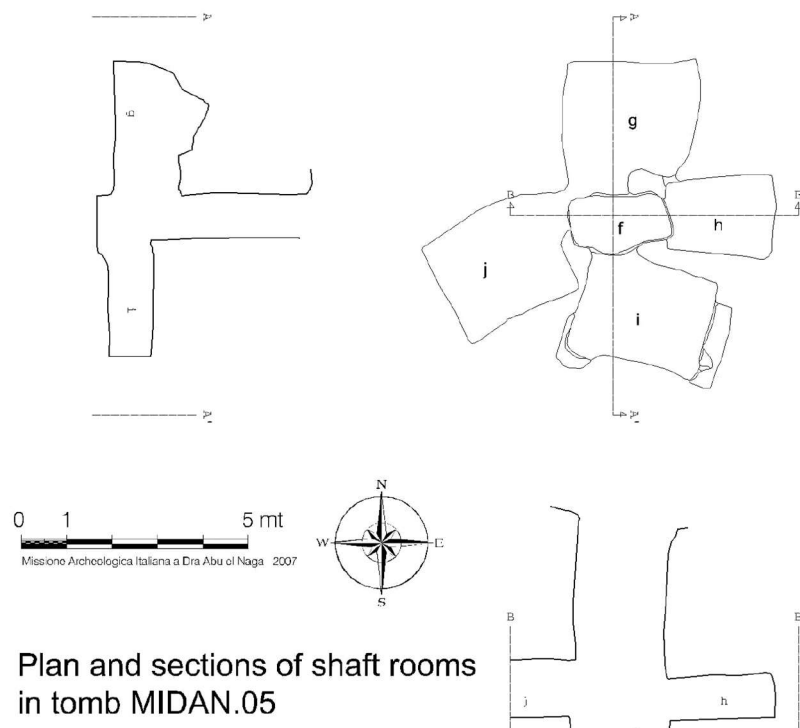 A
A
g
B
B
f
h
j
g
i
i
A
A
0 1 5 mt
Missione Archeologica Italiana a Dra Abu el Naga 2007
N
W
E
S
B
B
j
h
Plan and sections of shaft rooms
in tomb MIDAN.05